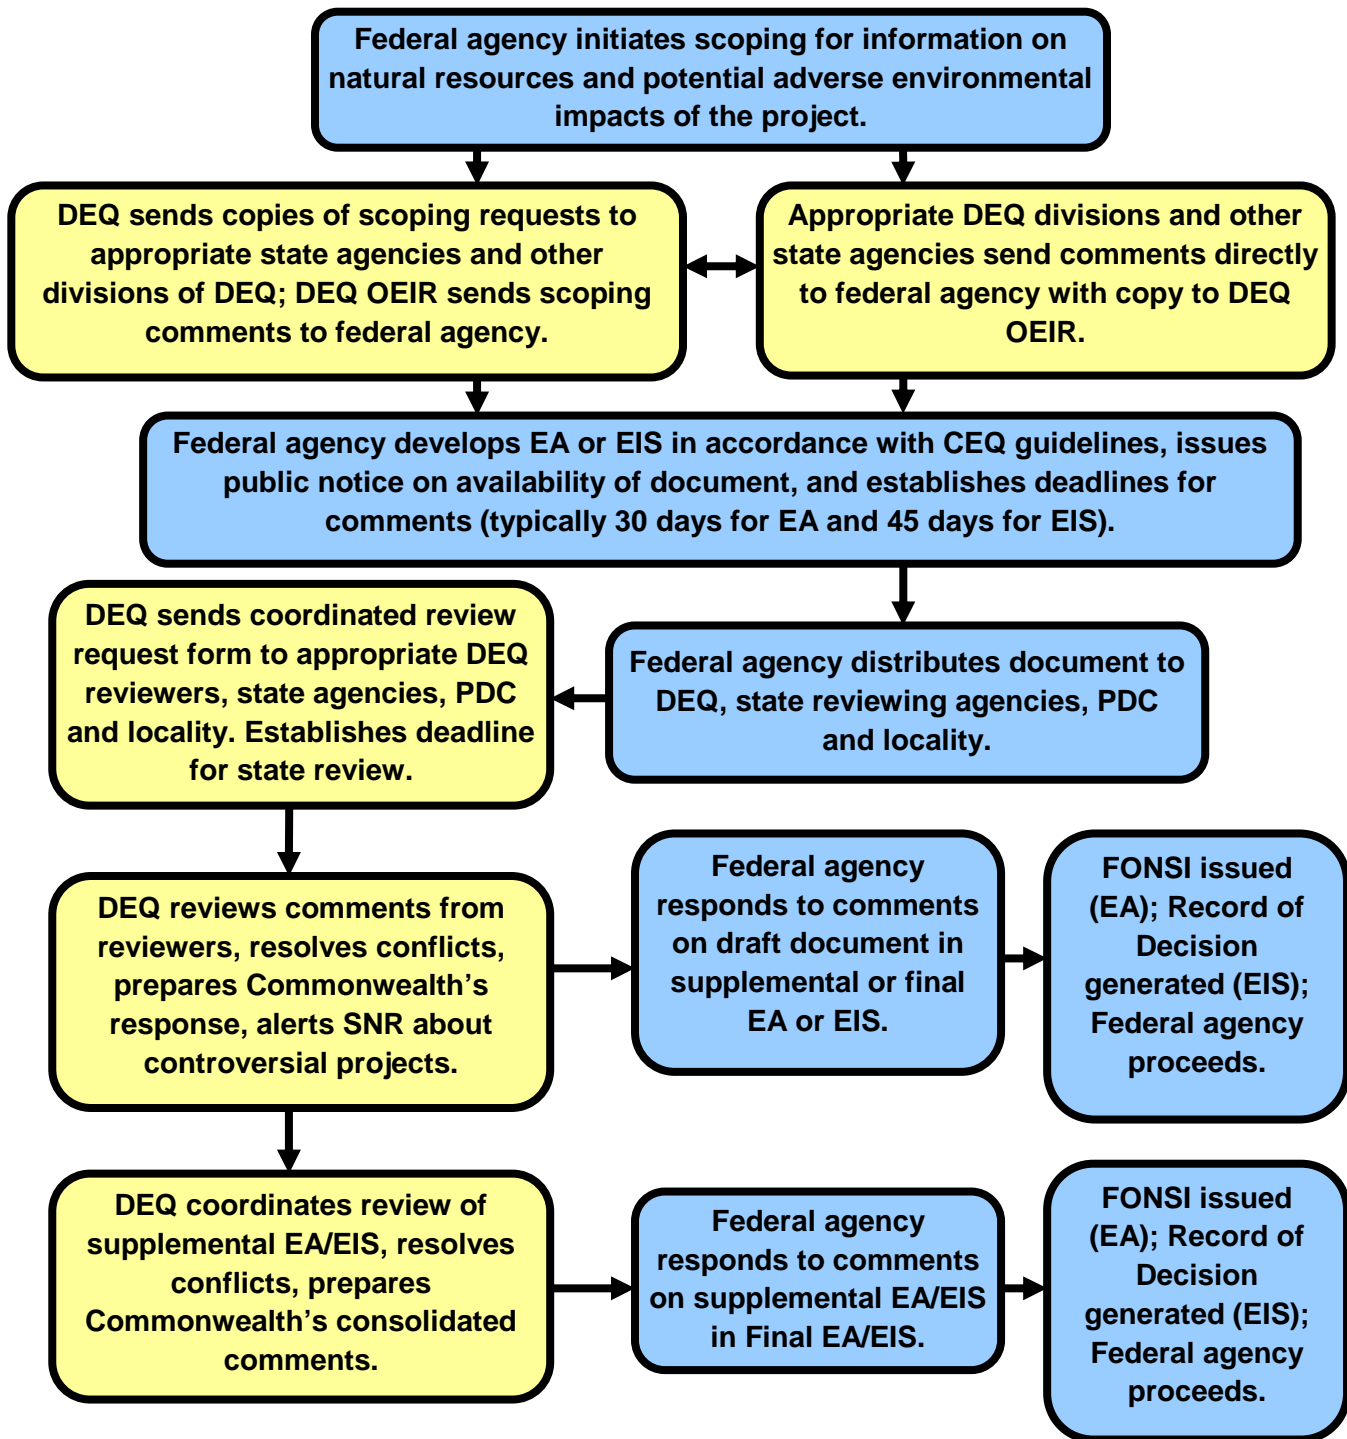 Federal agency initiates scoping for information on
natural resources and potential adverse environmental
impacts of the project.
DEQ sends copies of scoping requests to
appropriate state agencies and other
divisions of DEQ; DEQ OEIR sends scoping
comments to federal agency.
Appropriate DEQ divisions and other
state agencies send comments directly
to federal agency with copy to DEQ
OEIR.
Federal agency develops EA or EIS in accordance with CEQ guidelines, issues
public notice on availability of document, and establishes deadlines for
comments (typically 30 days for EA and 45 days for EIS).
Federal agency distributes document to
DEQ, state reviewing agencies, PDC
and locality.
DEQ sends coordinated review
request form to appropriate DEQ
reviewers, state agencies, PDC
and locality. Establishes deadline
for state review.
DEQ reviews comments from
reviewers, resolves conflicts,
prepares Commonwealth’s
response, alerts SNR about
controversial projects.
Federal agency
responds to comments
on draft document in
supplemental or final
EA or EIS.
FONSI issued
(EA); Record of
Decision
generated (EIS);
Federal agency
proceeds.
DEQ coordinates review of
supplemental EA/EIS, resolves
conflicts, prepares
Commonwealth’s consolidated
comments.
Federal agency
responds to comments
on supplemental EA/EIS
in Final EA/EIS.
FONSI issued
(EA); Record of
Decision
generated (EIS);
Federal agency
proceeds.